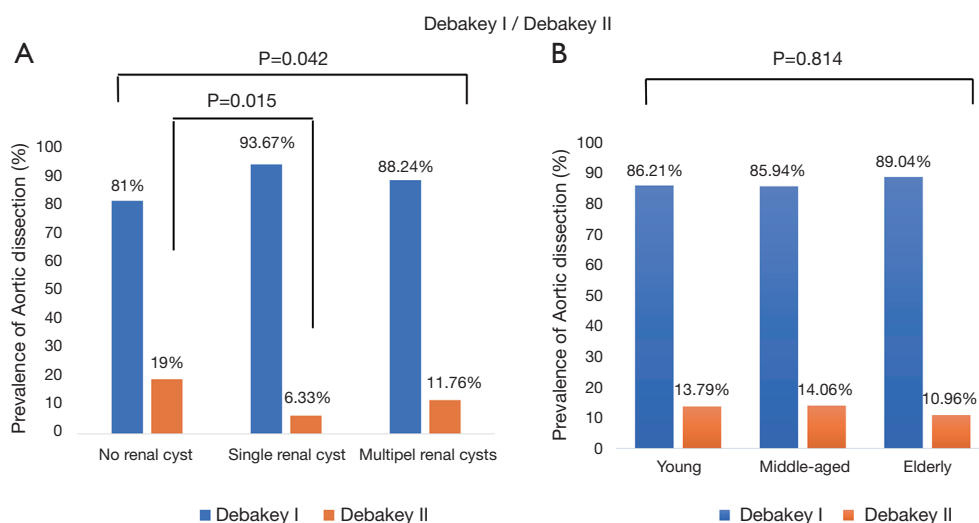 Debakey I / Debakey II
A
P=0.042
P=0.015
Prevalence of Aortic dissection (%)
100
90
80
70
60
50
40
30
20
10
0
81%
19%
93.67%
6.33%
88.24%
11.76%
No renal cyst
Single renal cyst
Multipel renal cysts
Debakey I
Debakey II
B
P=0.814
Prevalence of Aortic dissection (%)
100
90
80
70
60
50
40
30
20
10
0
86.21%
13.79%
85.94%
14.06%
89.04%
10.96%
Young
Middle-aged
Elderly
Debakey I
Debakey II